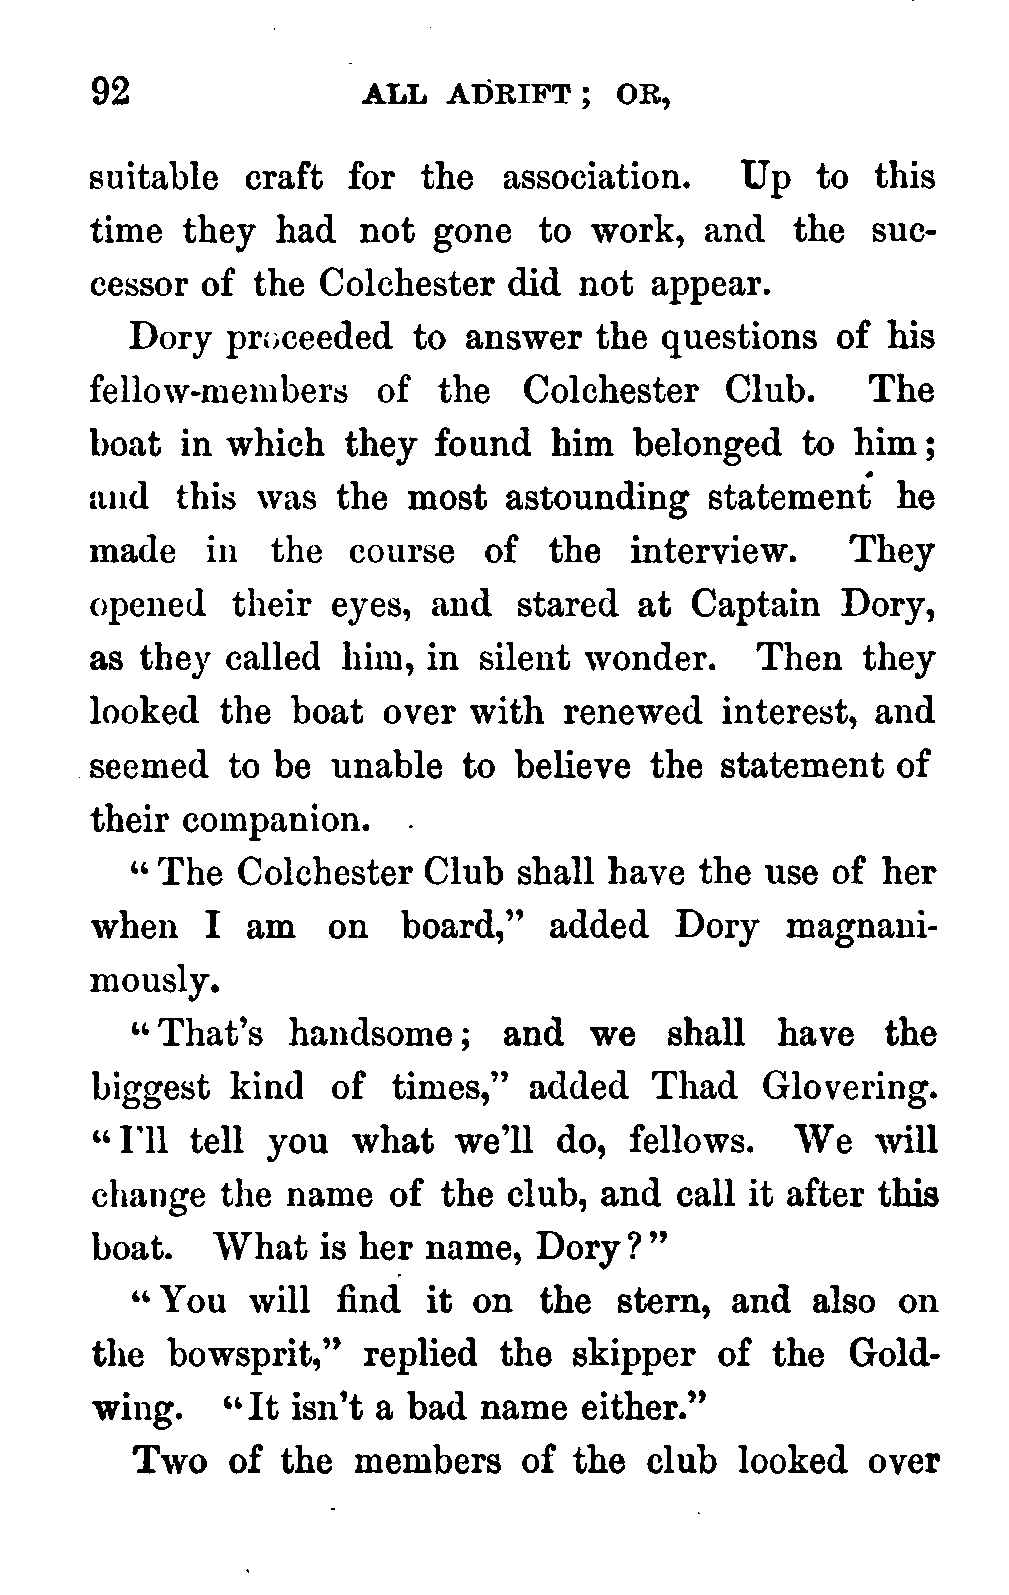 92 ALL ADRIFT; OR,
suitable craft for the association. Up to this
time they had not gone to work, and the suc-
cessor of the Colchester did not appear.
Dory proceeded to answer the questions of his
fellow-members of the Colchester Club. The
boat in which they found him belonged to him;
and this was the most astounding statement he
made in the course of the interview. They
opened their eyes, and stared at Captain Dory,
as they called him, in silent wonder. Then they
looked the boat over with renewed interest, and
seemed to be unable to believe the statement of
their companion.
“The Colchester Club shall have the use of her
when I am on board,” added Dory magnani-
mously.
“That’s handsome; and we shall have the
biggest kind of times,” added Thad Glovering.
“I’ll tell you what we’ll do, fellows. We will
change the name of the club, and call it after this
boat. What is her name, Dory?”
“You will find it on the stern, and also on
the bowsprit,” replied the skipper of the Gold-
wing. “It isn’t a bad name either.”
Two of the members of the club looked over